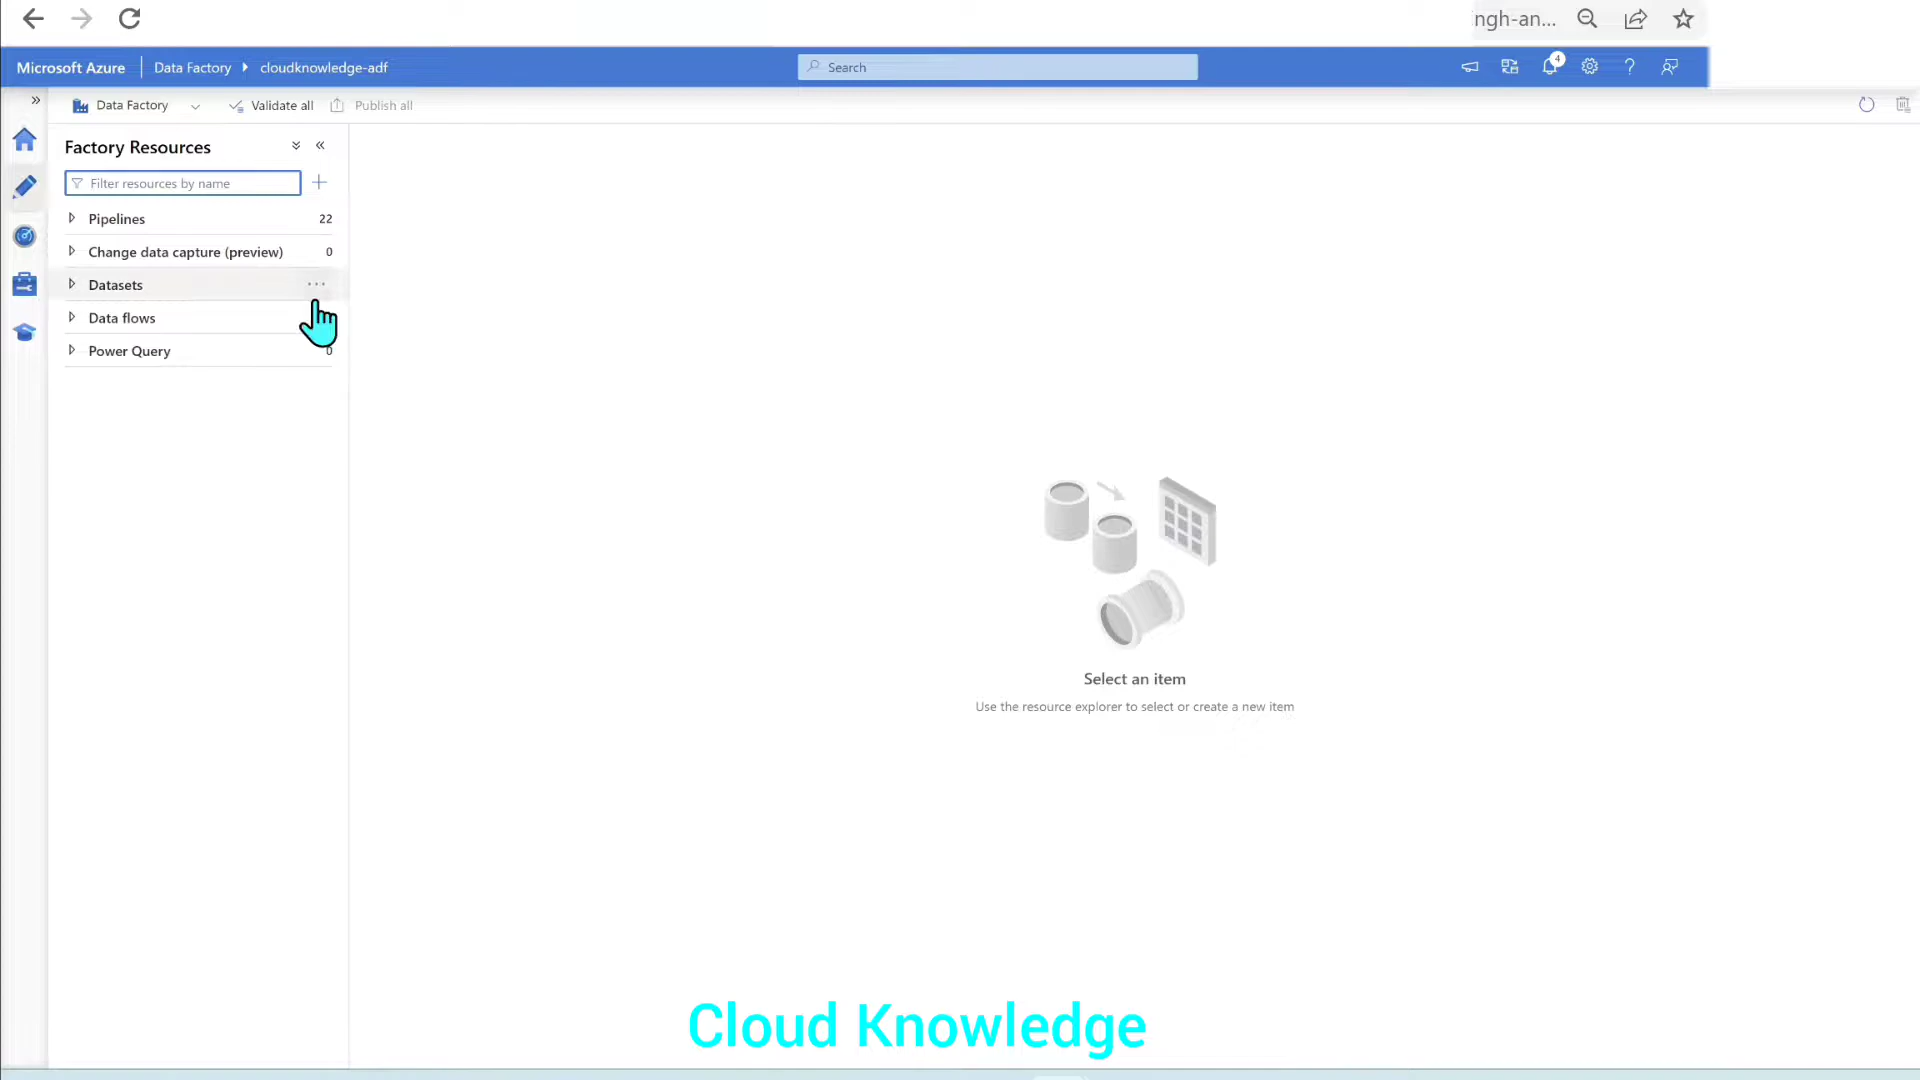 ngh-an...
Microsoft Azure Data Factory cloudknowledge-adf Search 4
Data Factory Validate all Publish all
Factory Resources
Filter resources by name
Pipelines 22
Change data capture (preview) 0
Datasets
Data flows
Power Query 0
Select an item
Use the resource explorer to select or create a new item
Cloud Knowledge